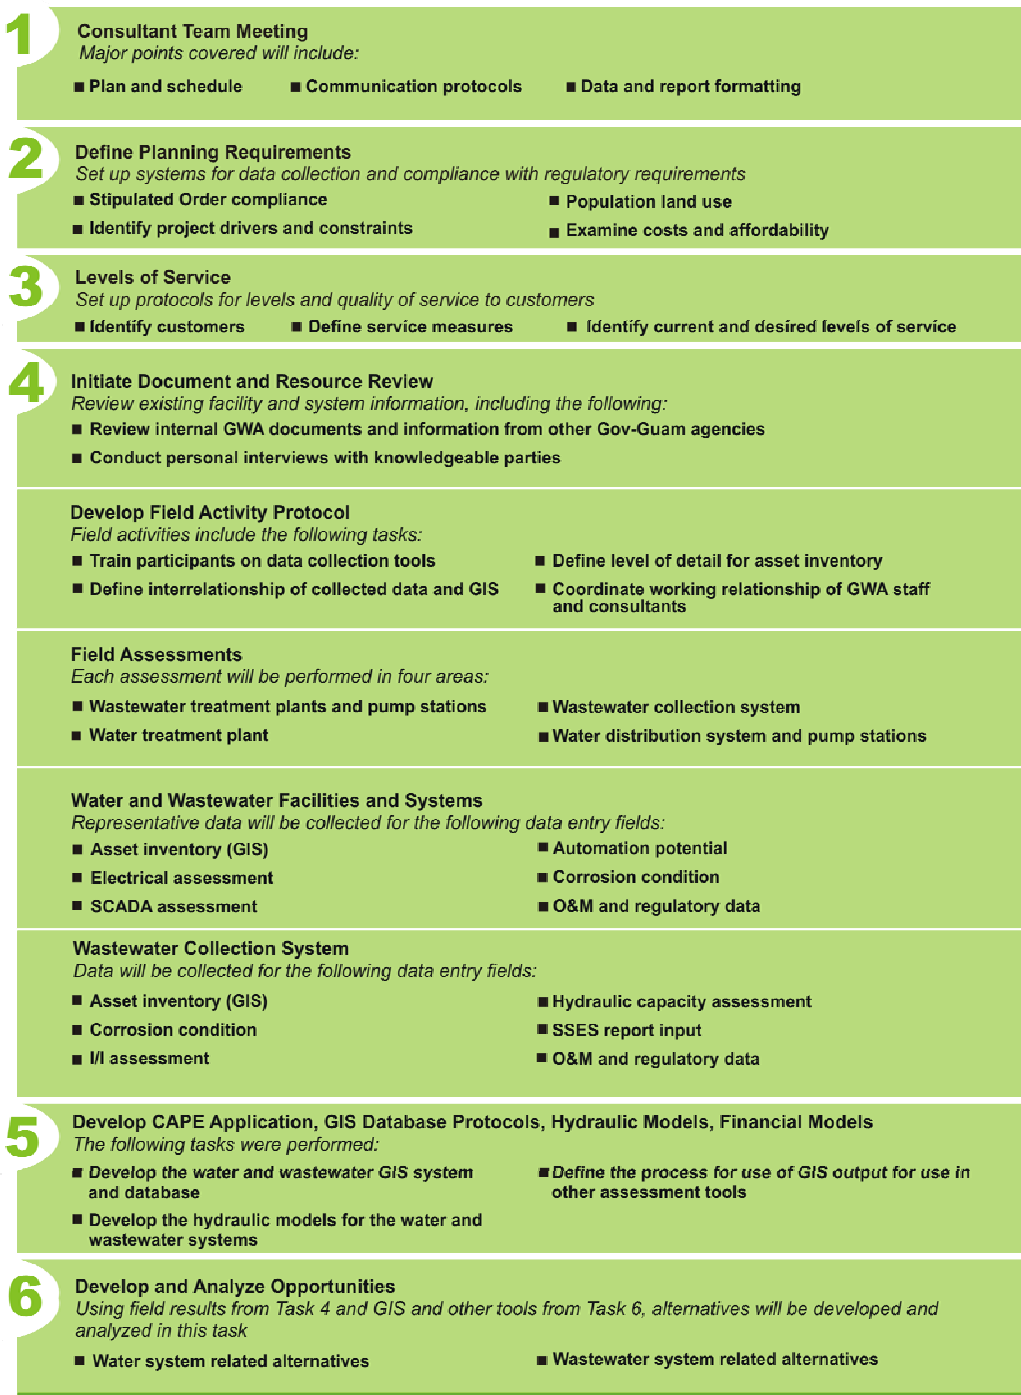 1
Consultant Team Meeting
Major points covered will include:
■ Plan and schedule ■ Communication protocols ■ Data and report formatting
2
Define Planning Requirements
Set up systems for data collection and compliance with regulatory requirements
■ Stipulated Order compliance ■ Population land use
■ Identify project drivers and constraints ■ Examine costs and affordability
3
Levels of Service
Set up protocols for levels and quality of service to customers
■ Identify customers ■ Define service measures ■ Identify current and desired levels of service
4
Initiate Document and Resource Review
Review existing facility and system information, including the following:
■ Review internal GWA documents and information from other Gov-Guam agencies
■ Conduct personal interviews with knowledgeable parties
Develop Field Activity Protocol
Field activities include the following tasks:
■ Train participants on data collection tools ■ Define level of detail for asset inventory
■ Define interrelationship of collected data and GIS ■ Coordinate working relationship of GWA staff
and consultants
Field Assessments
Each assessment will be performed in four areas:
■ Wastewater treatment plants and pump stations ■ Wastewater collection system
■ Water treatment plant ■ Water distribution system and pump stations
Water and Wastewater Facilities and Systems
Representative data will be collected for the following data entry fields:
■ Asset inventory (GIS) ■ Automation potential
■ Electrical assessment ■ Corrosion condition
■ SCADA assessment ■ O&M and regulatory data
Wastewater Collection System
Data will be collected for the following data entry fields:
■ Asset inventory (GIS) ■ Hydraulic capacity assessment
■ Corrosion condition ■ SSES report input
■ I/I assessment ■ O&M and regulatory data
5
Develop CAPE Application, GIS Database Protocols, Hydraulic Models, Financial Models
The following tasks were performed:
■ Develop the water and wastewater GIS system ■ Define the process for use of GIS output for use in
and database other assessment tools
■ Develop the hydraulic models for the water and
wastewater systems
6
Develop and Analyze Opportunities
Using field results from Task 4 and GIS and other tools from Task 6, alternatives will be developed and
analyzed in this task
■ Water system related alternatives ■ Wastewater system related alternatives